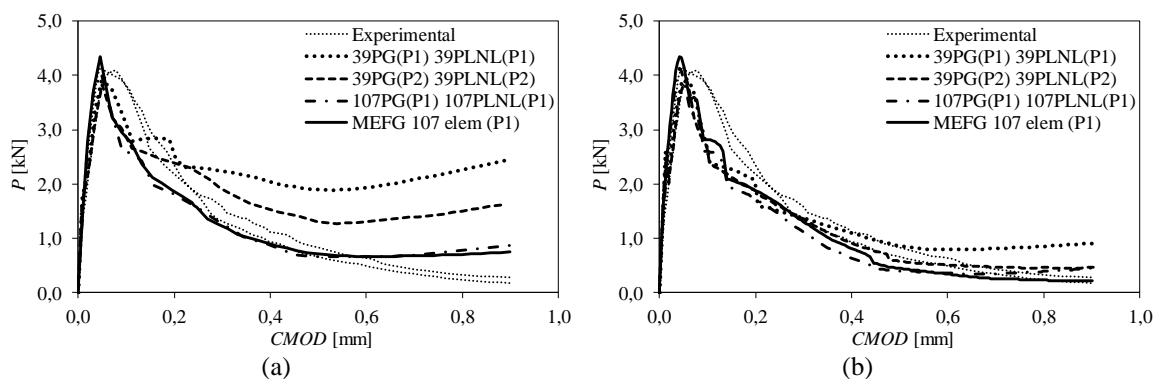 Experimental
39PG(P1) 39PLNL(P1)
39PG(P2) 39PLNL(P2)
107PG(P1) 107PLNL(P1)
MEFG 107 elem (P1)
5,0
4,0
3,0
2,0
1,0
0,0
P [kN]
0,0 0,2 0,4 0,6 0,8 1,0
CMOD [mm]
(a)
Experimental
39PG(P1) 39PLNL(P1)
39PG(P2) 39PLNL(P2)
107PG(P1) 107PLNL(P1)
MEFG 107 elem (P1)
5,0
4,0
3,0
2,0
1,0
0,0
P [kN]
0,0 0,2 0,4 0,6 0,8 1,0
CMOD [mm]
(b)